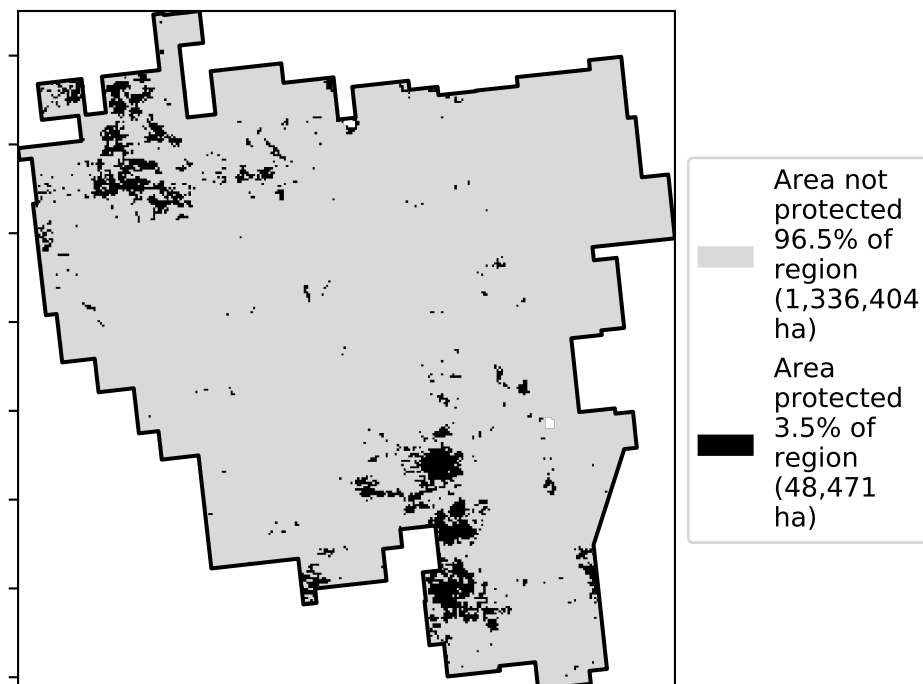 Area not
protected
96.5% of
region
(1,336,404
ha)
Area
protected
3.5% of
region
(48,471
ha)